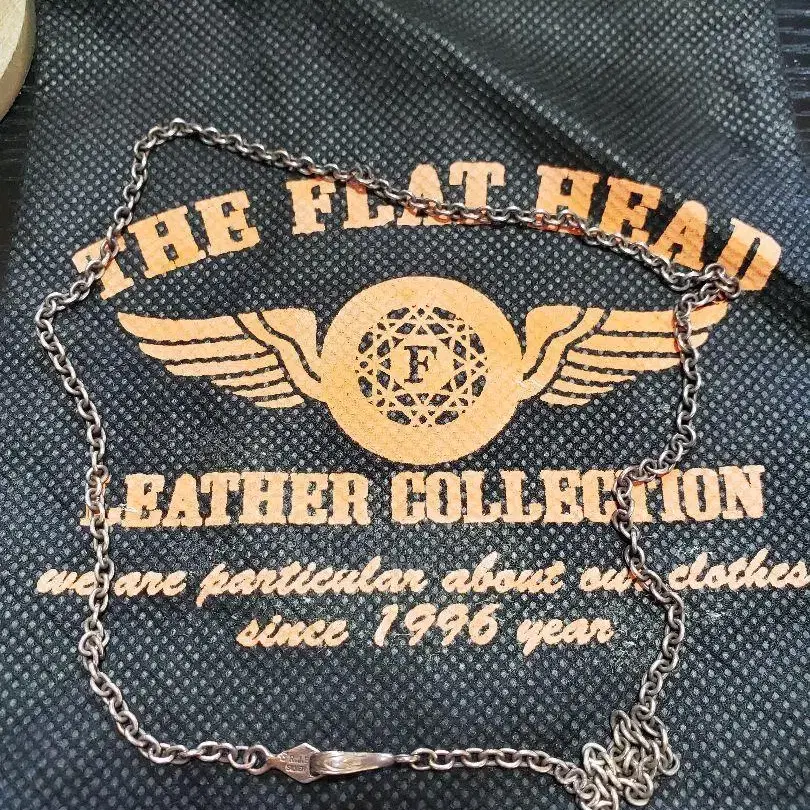 THE FLAT HEAD
F
LEATHER COLLECTION
we are particular about our clothes
since 1996 year